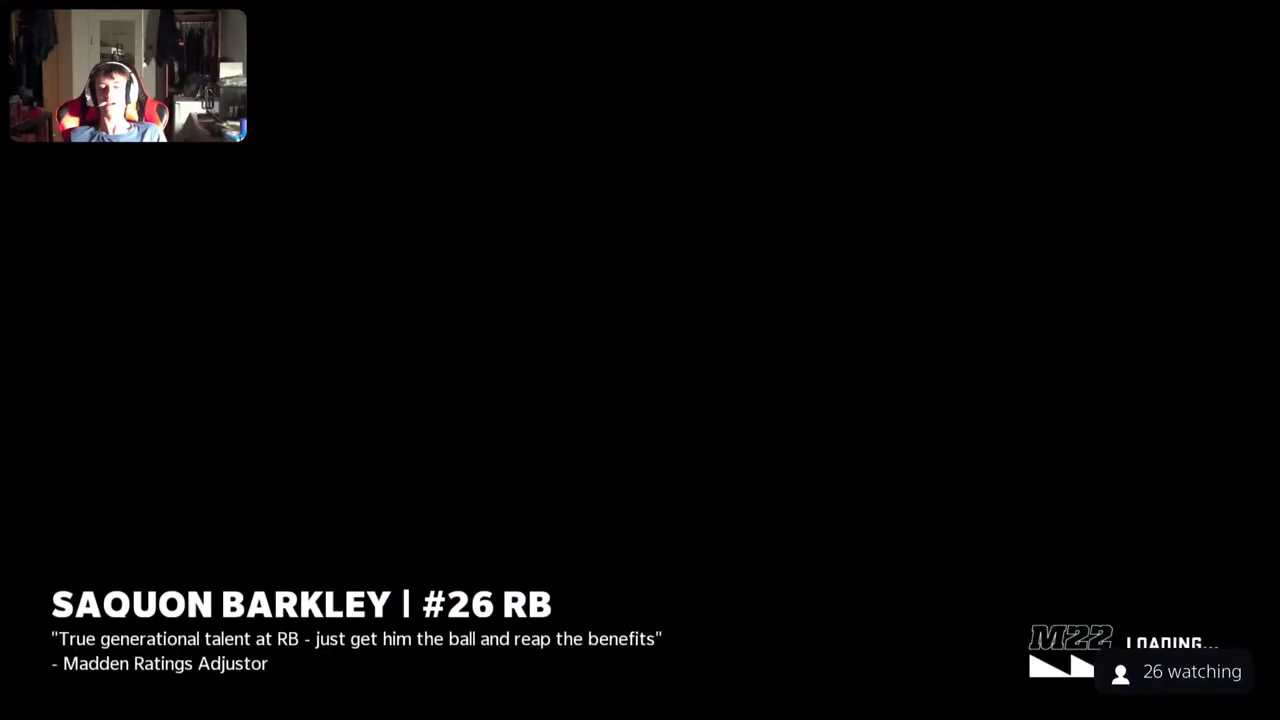 SAQUON BARKLEY | #26 RB
"True generational talent at RB - just get him the ball and reap the benefits"
- Madden Ratings Adjustor
M22 LOADING...
26 watching